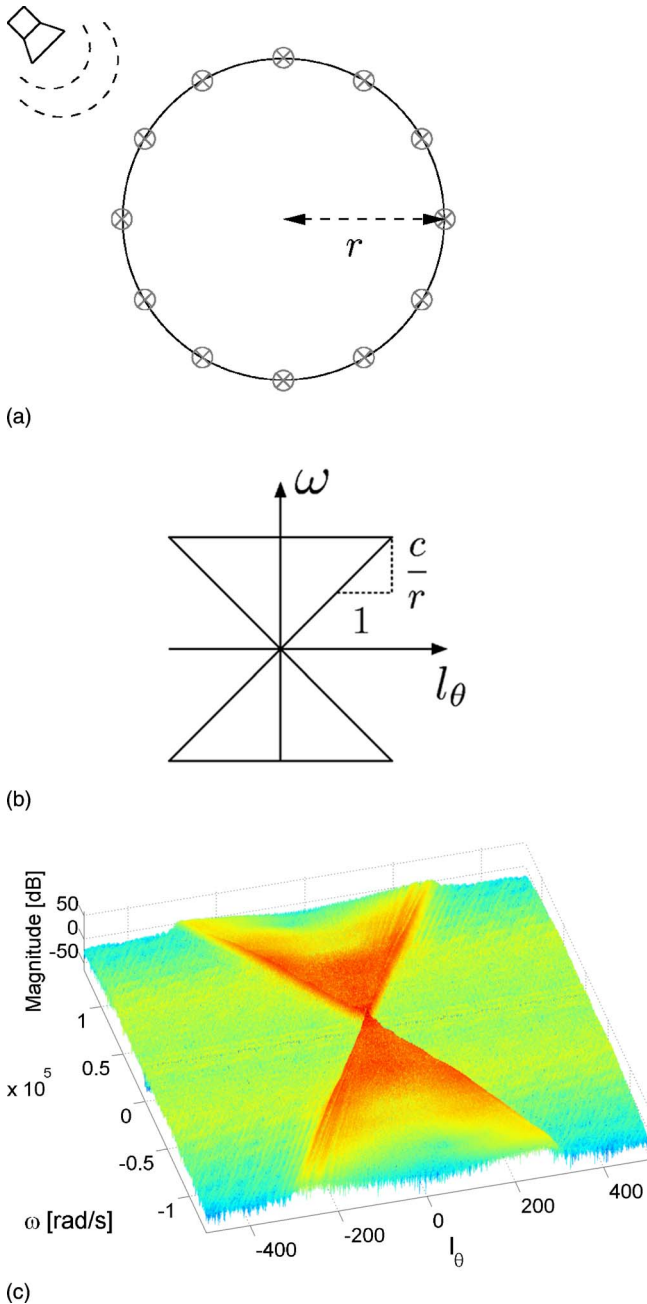 r
(a)
ω
c
r
1
l_θ
(b)
Magnitude [dB]
50
0
-50
1
0.5
x 10^5
0
-0.5
-1
ω [rad/s]
-400
-200
0
200
400
l_θ
(c)